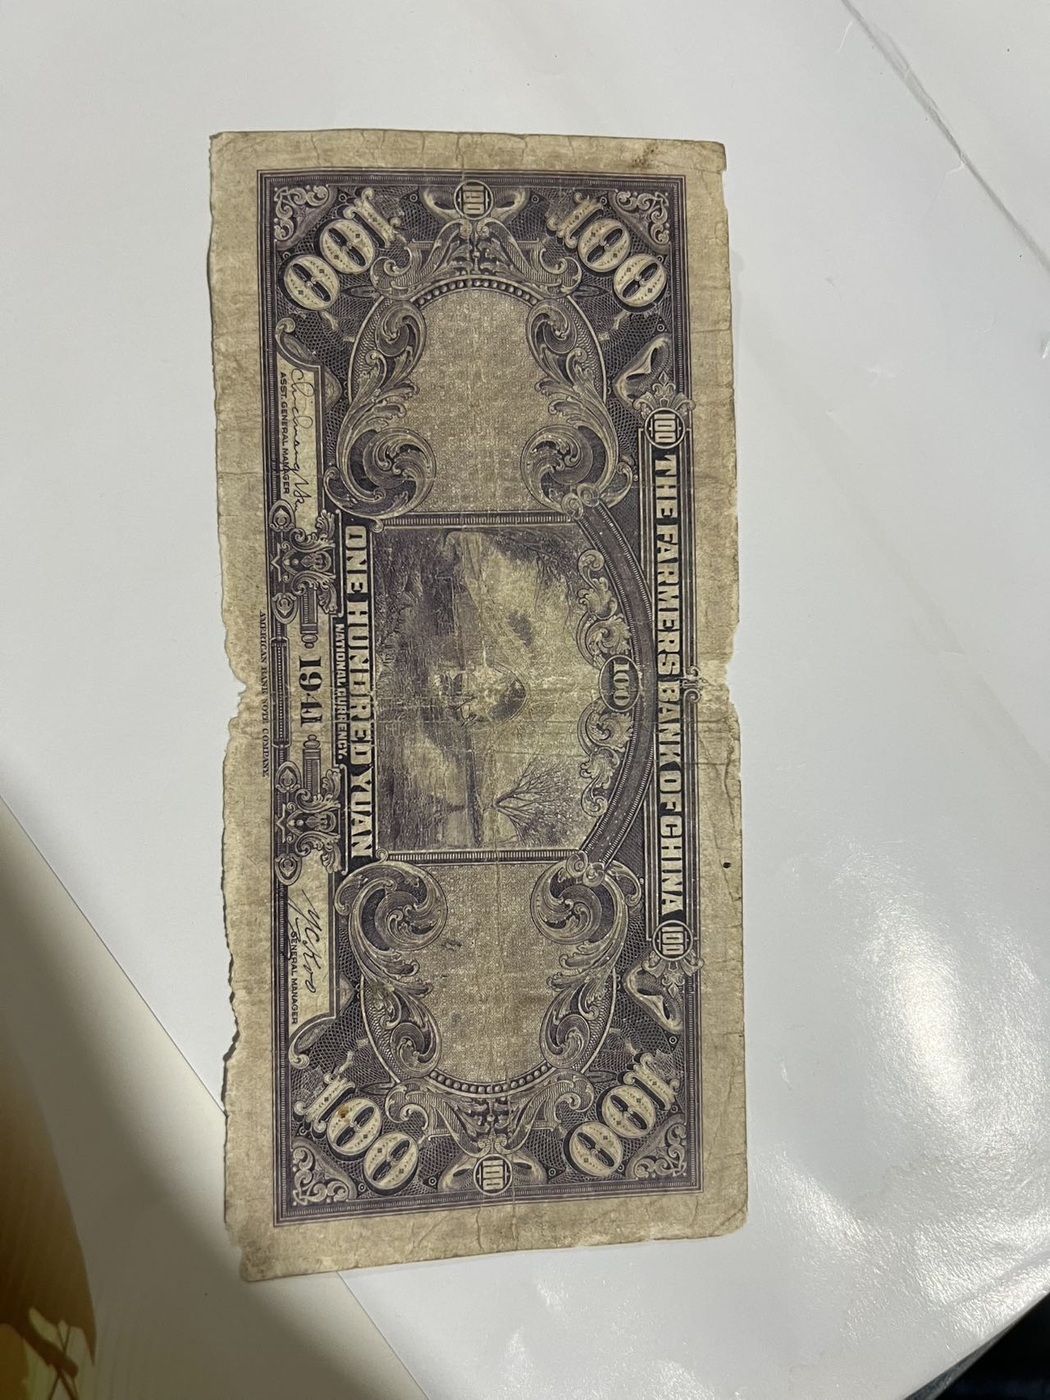 100 100
100 THE FARMERS BANK OF CHINA 100
100
100 100
ONE HUNDRED YUAN
NATIONAL CURRENCY
1941
ASST. GENERAL MANAGER
GENERAL MANAGER
100 100
AMERICAN BANK NOTE COMPANY.